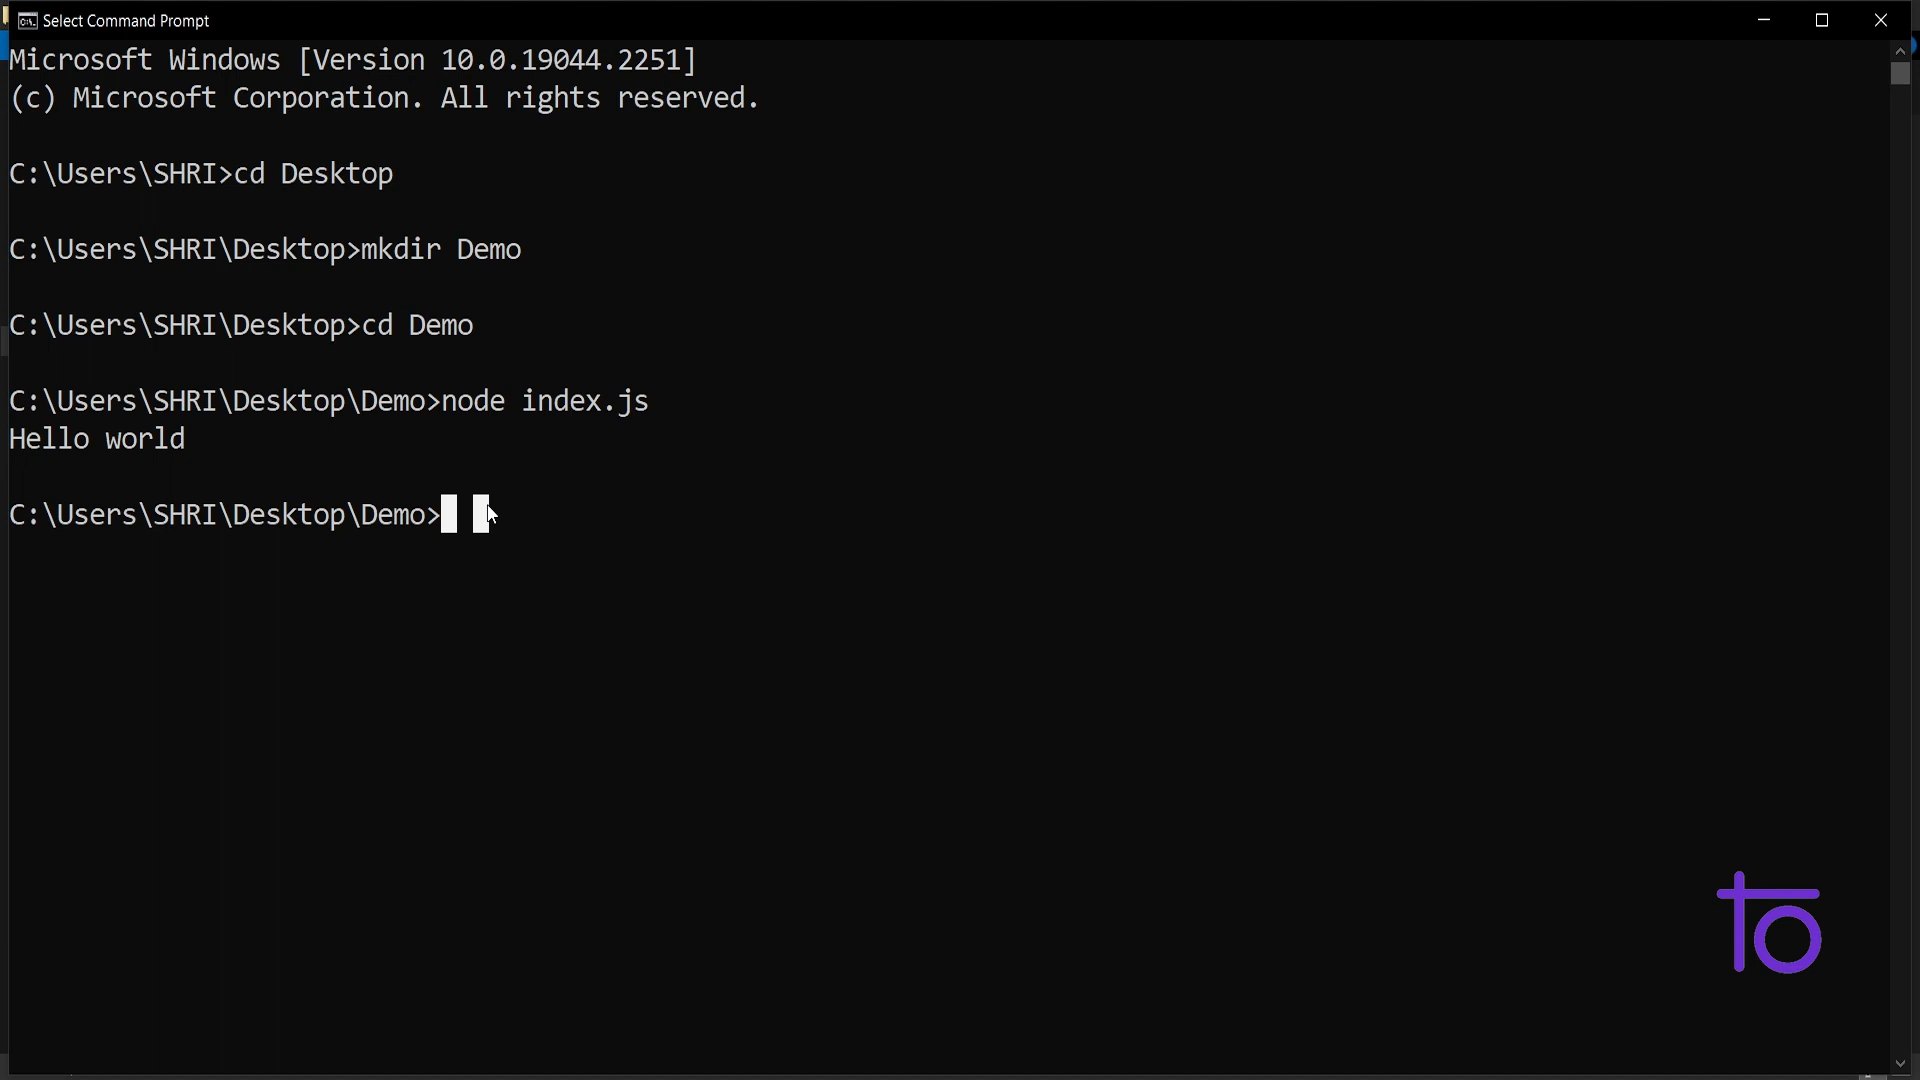 Select Command Prompt
Microsoft Windows [Version 10.0.19044.2251]
(c) Microsoft Corporation. All rights reserved.
C:\Users\SHRI>cd Desktop
C:\Users\SHRI\Desktop>mkdir Demo
C:\Users\SHRI\Desktop>cd Demo
C:\Users\SHRI\Desktop\Demo>node index.js
Hello world
C:\Users\SHRI\Desktop\Demo>
to